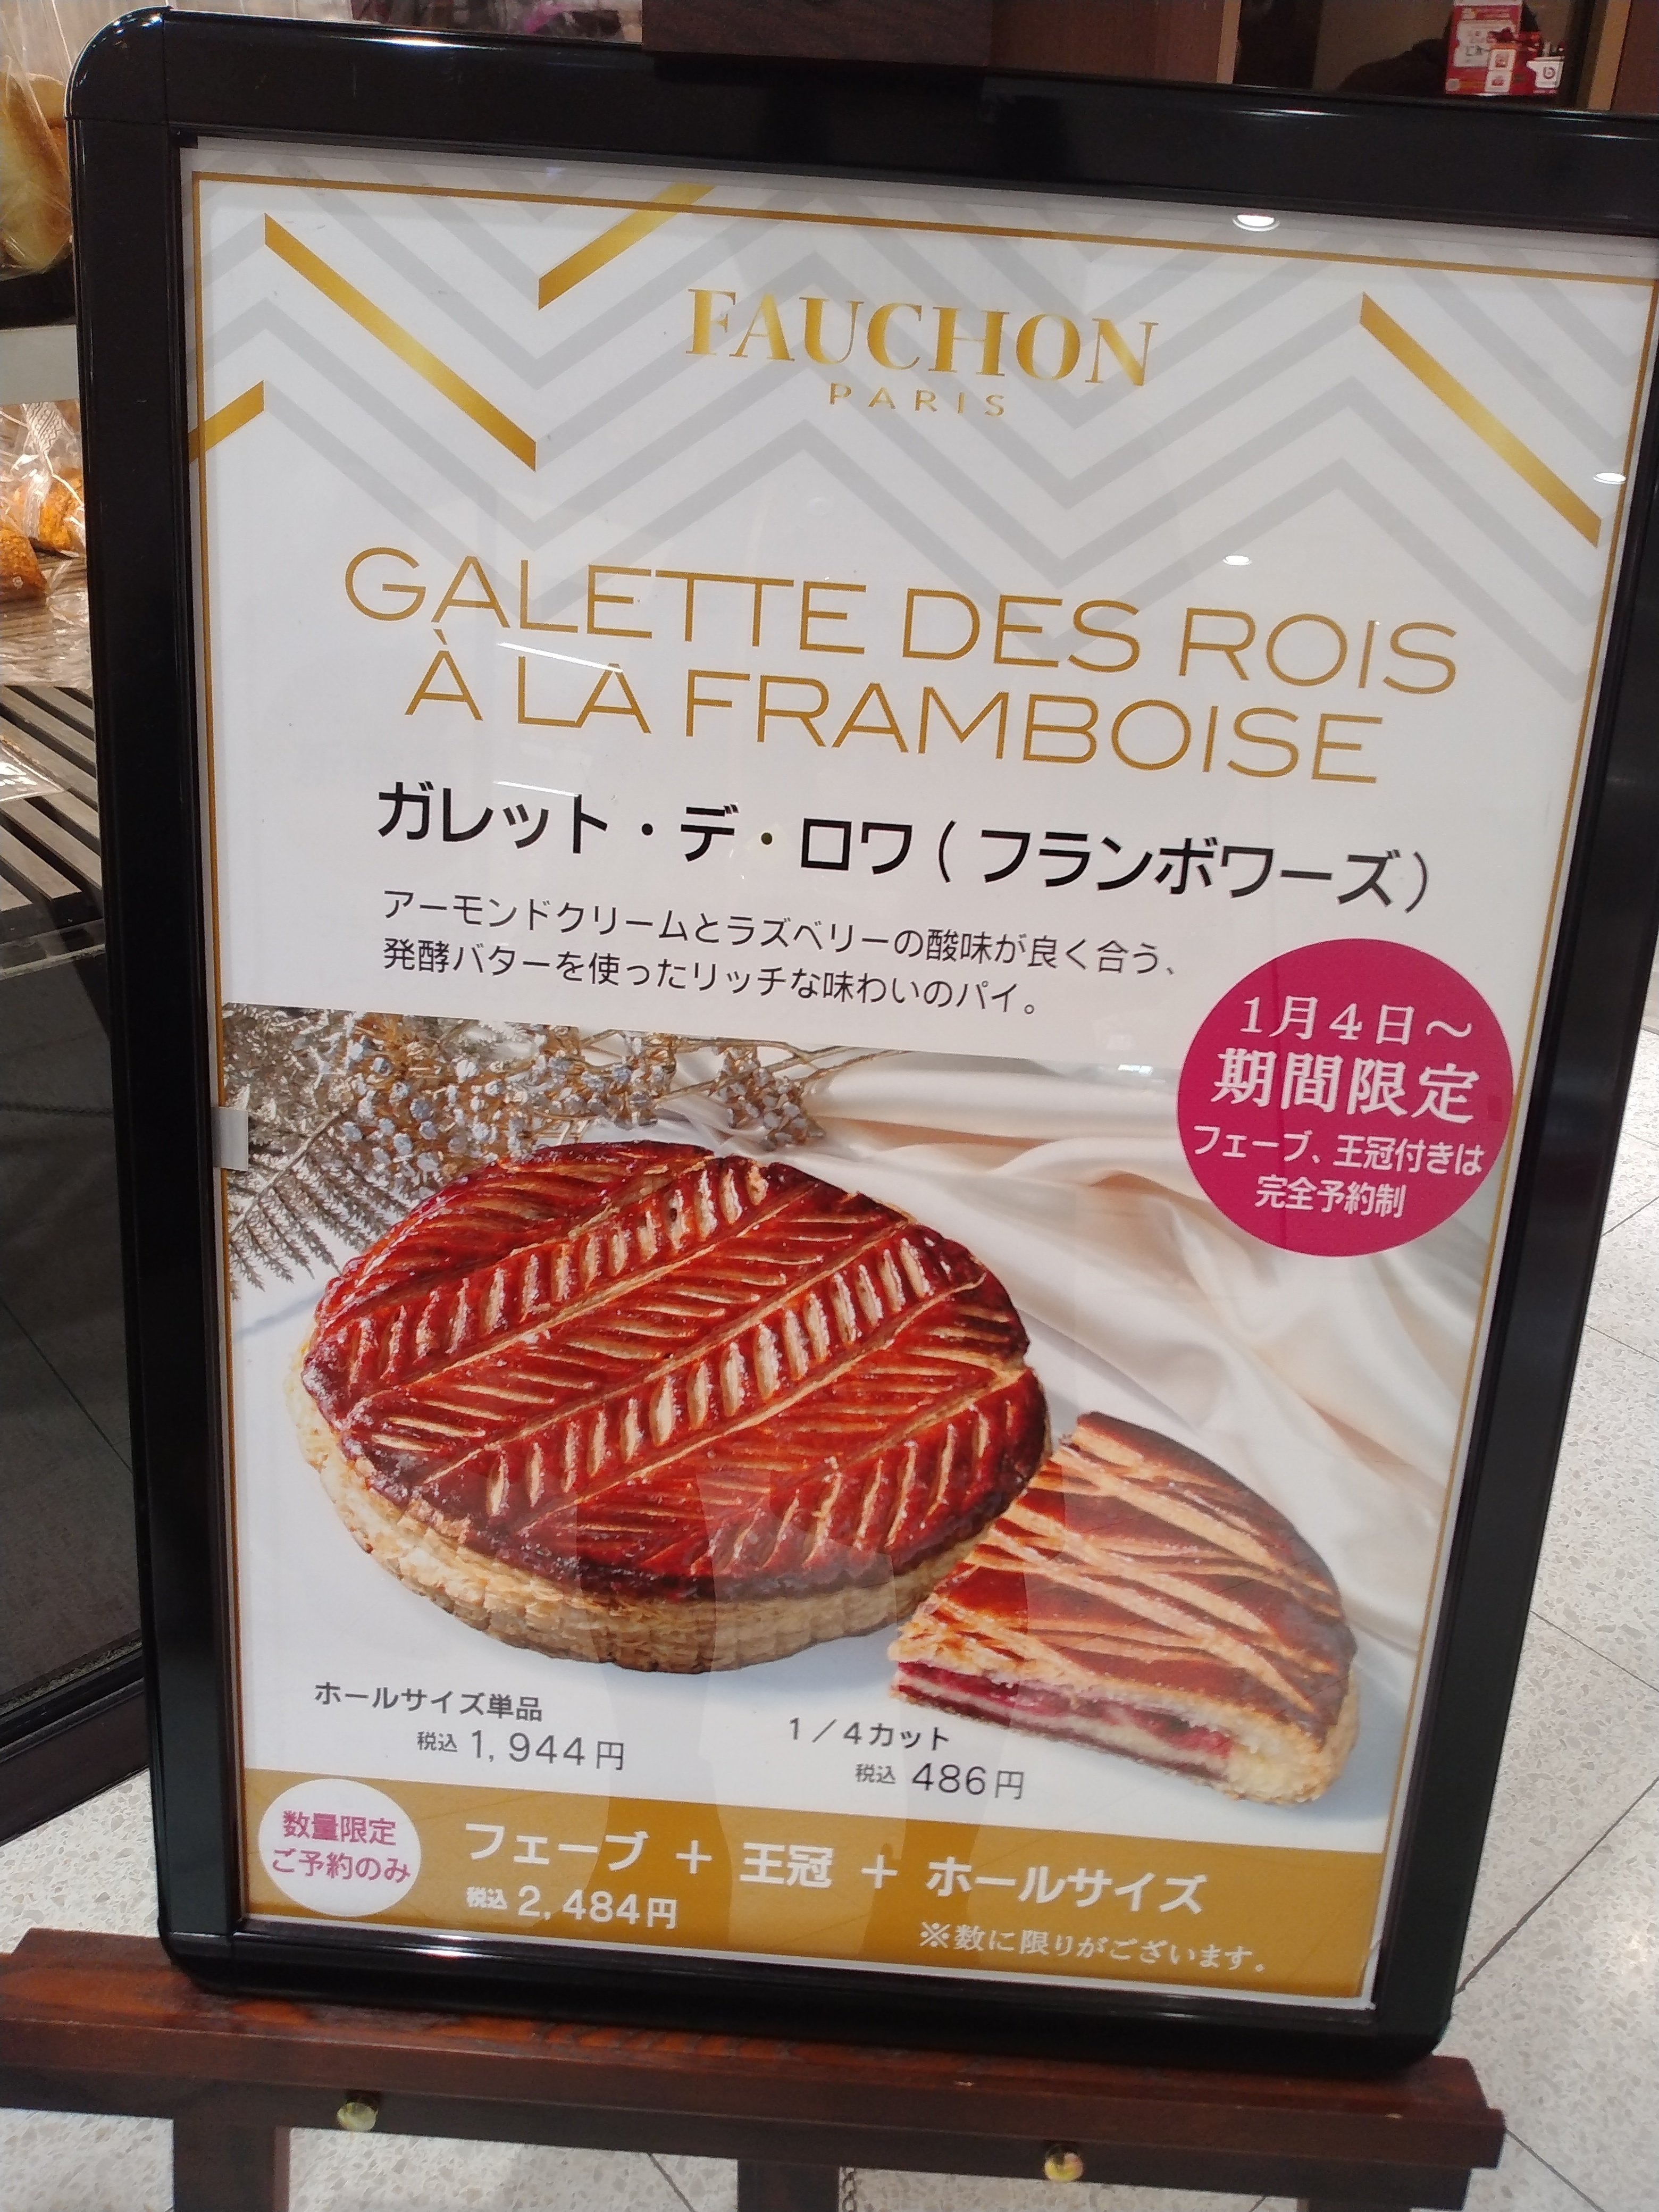 FAUCHON
PARIS
GALETTE DES ROIS
À LA FRAMBOISE
ガレット・デ・ロワ(フランボワーズ)
アーモンドクリームとラズベリーの酸味が良く合う、
発酵バターを使ったリッチな味わいのパイ。
1月4日～
期間限定
フェーブ、王冠付きは
完全予約制
ホールサイズ単品
税込 1,944円
1/4カット
税込 486円
数量限定
ご予約のみ
フェーブ + 王冠 + ホールサイズ
税込 2,484円
※数に限りがございます。